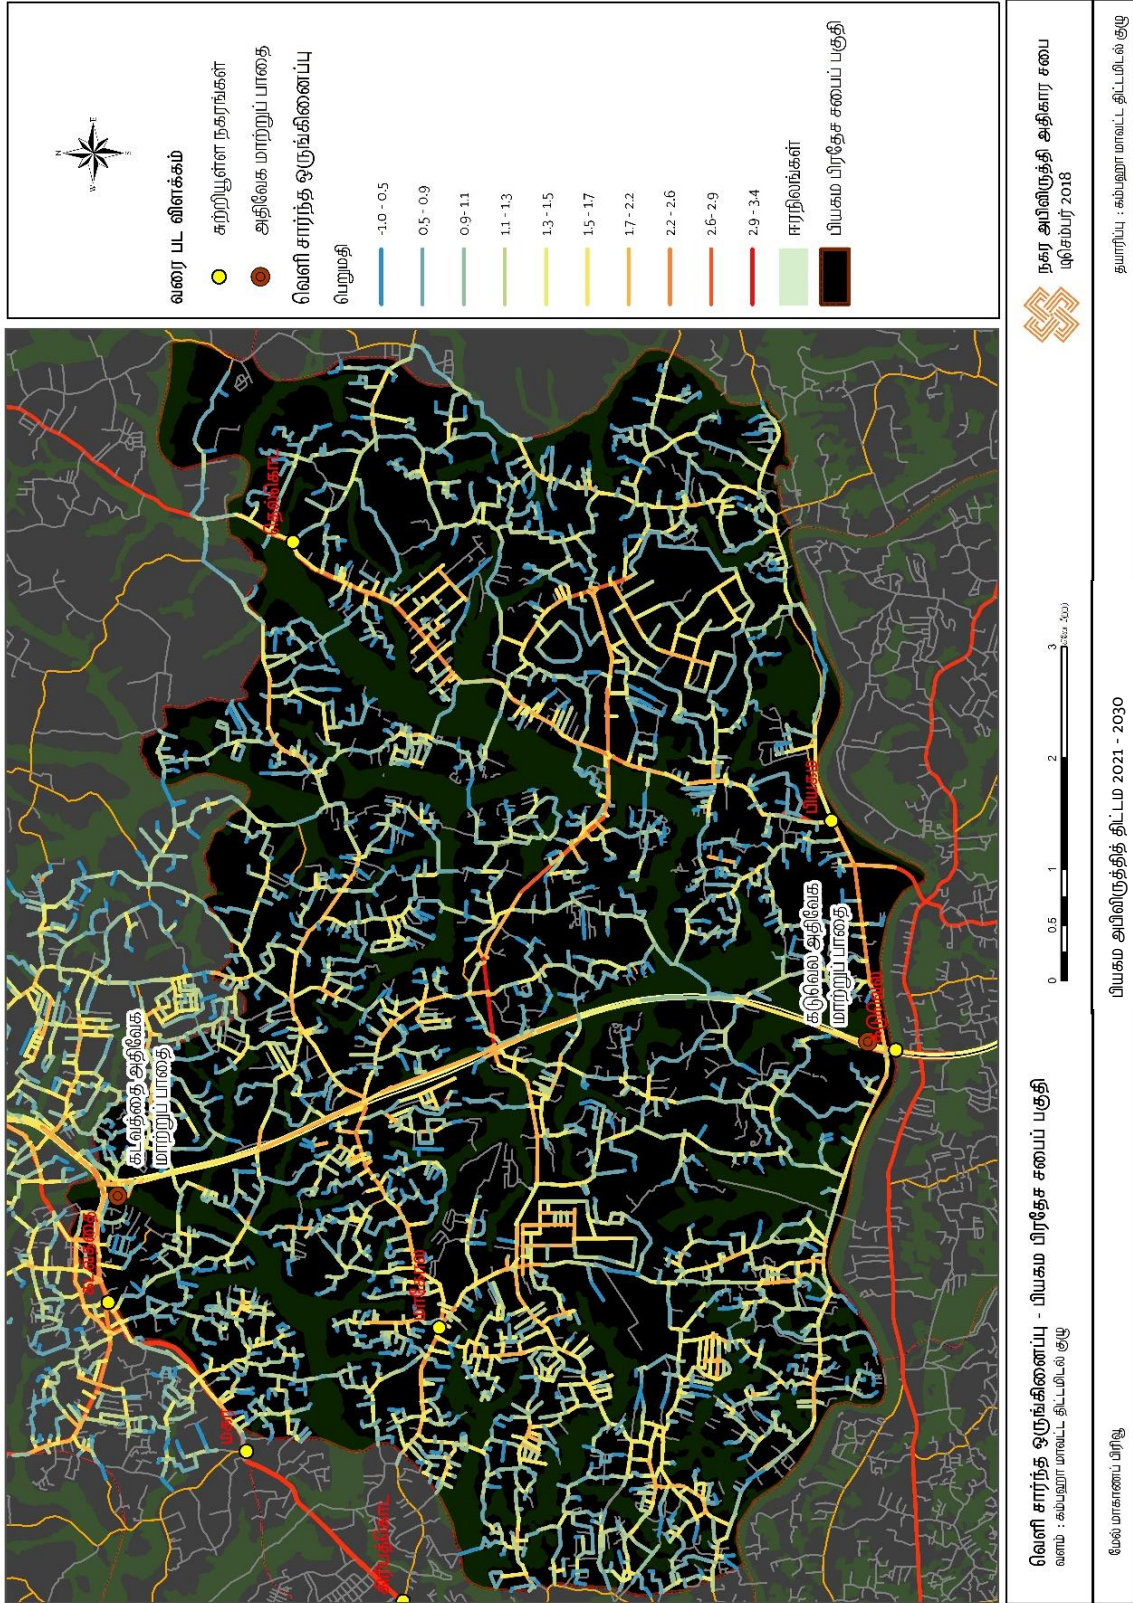 வரை பட விளக்கம்
சுற்றியுள்ள நகரங்கள்
அதிவேக மாற்றுப் பாதை
வெளி சார்ந்த ஒருங்கிணைப்பு
பெறுமதி
-1.0 - 0.5
0.5 - 0.9
0.9- 1.1
1.1 - 1.3
1.3 - 1.5
1.5 - 1.7
1.7 - 2.2
2.2 - 2.6
2.6- 2.9
2.9 - 3.4
ஈரநிலங்கள்
பியகம பிரதேச சபைப் பகுதி
N
E
S
W
கடவத்தை அதிவேக
மாற்றுப் பாதை
கடுவெல அதிவேக
மாற்றுப் பாதை
மாகோல
பியகம
0 0.5 1 2 3
வெளி சார்ந்த ஒருங்கிணைப்பு - பியகம பிரதேச சபைப் பகுதி
வளம் : கம்பஹா மாவட்ட திட்டமிடல் குழு
நகர அபிவிருத்தி அதிகார சபை
டிசெம்பர் 2018
மேல் மாகாணப் பிரிவு
பியகம அபிவிருத்தித் திட்டம் 2021 - 2030
தயாரிப்பு : கம்பஹா மாவட்ட திட்டமிடல் குழு